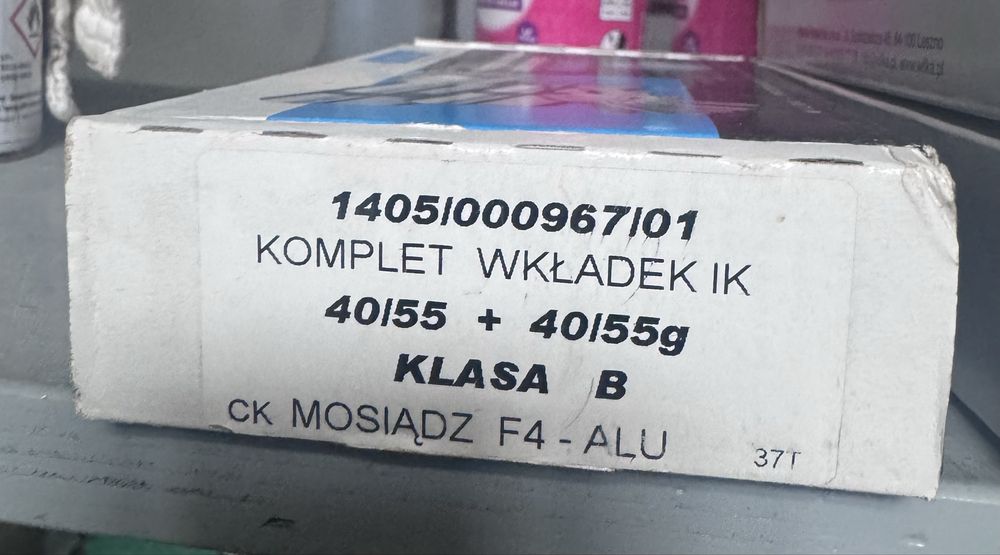 1405/000967/01
KOMPLET WKŁADEK IK
40/55 + 40/55g
KLASA B
CK MOSIĄDZ F4 - ALU
37T